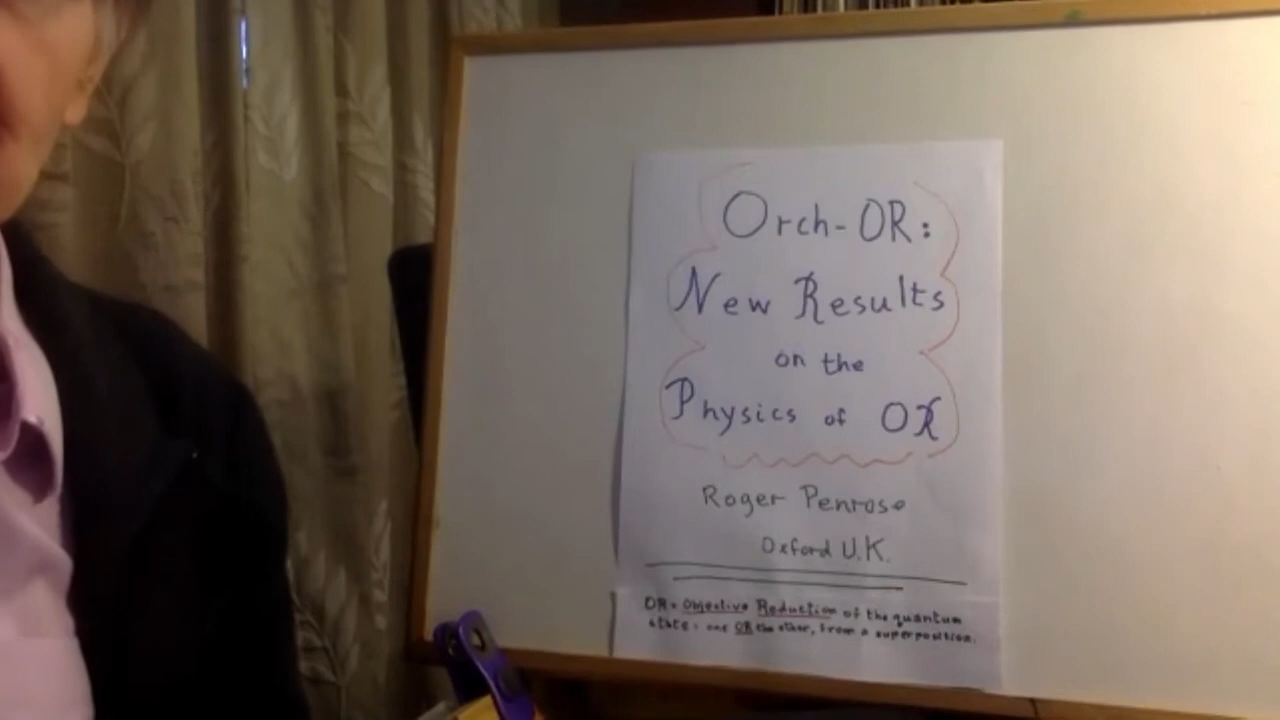 Orch-OR:
New Results
on the
Physics of OR
Roger Penrose
Oxford U.K.
OR = Objective Reduction of the quantum
state: one OR the other, from a superposition.